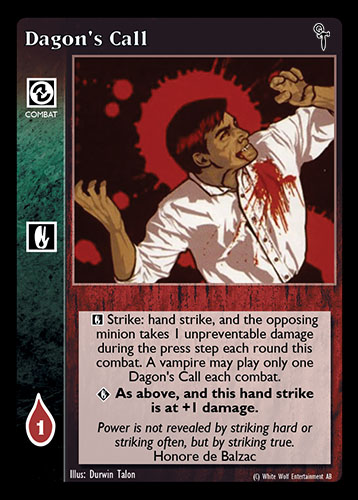 Dagon's Call
COMBAT
Strike: hand strike, and the opposing
minion takes 1 unpreventable damage
during the press step each round this
combat. A vampire may play only one
Dagon's Call each combat.
As above, and this hand strike
is at +1 damage.
Power is not revealed by striking hard or
striking often, but by striking true.
Honore de Balzac
1
Illus: Durwin Talon
(C) White Wolf Entertainment AB